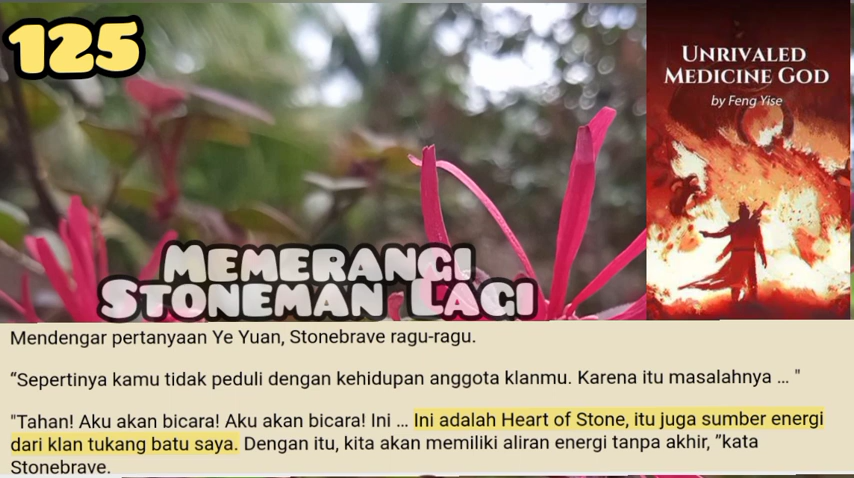 125
UNRIVALED
MEDICINE GOD
by Feng Yise
MEMERANGI
STONEMAN LAGI
Mendengar pertanyaan Ye Yuan, Stonebrave ragu-ragu.
“Sepertinya kamu tidak peduli dengan kehidupan anggota klanmu. Karena itu masalahnya ... "
"Tahan! Aku akan bicara! Aku akan bicara! Ini ... Ini adalah Heart of Stone, itu juga sumber energi
dari klan tukang batu saya. Dengan itu, kita akan memiliki aliran energi tanpa akhir, ”kata
Stonebrave.